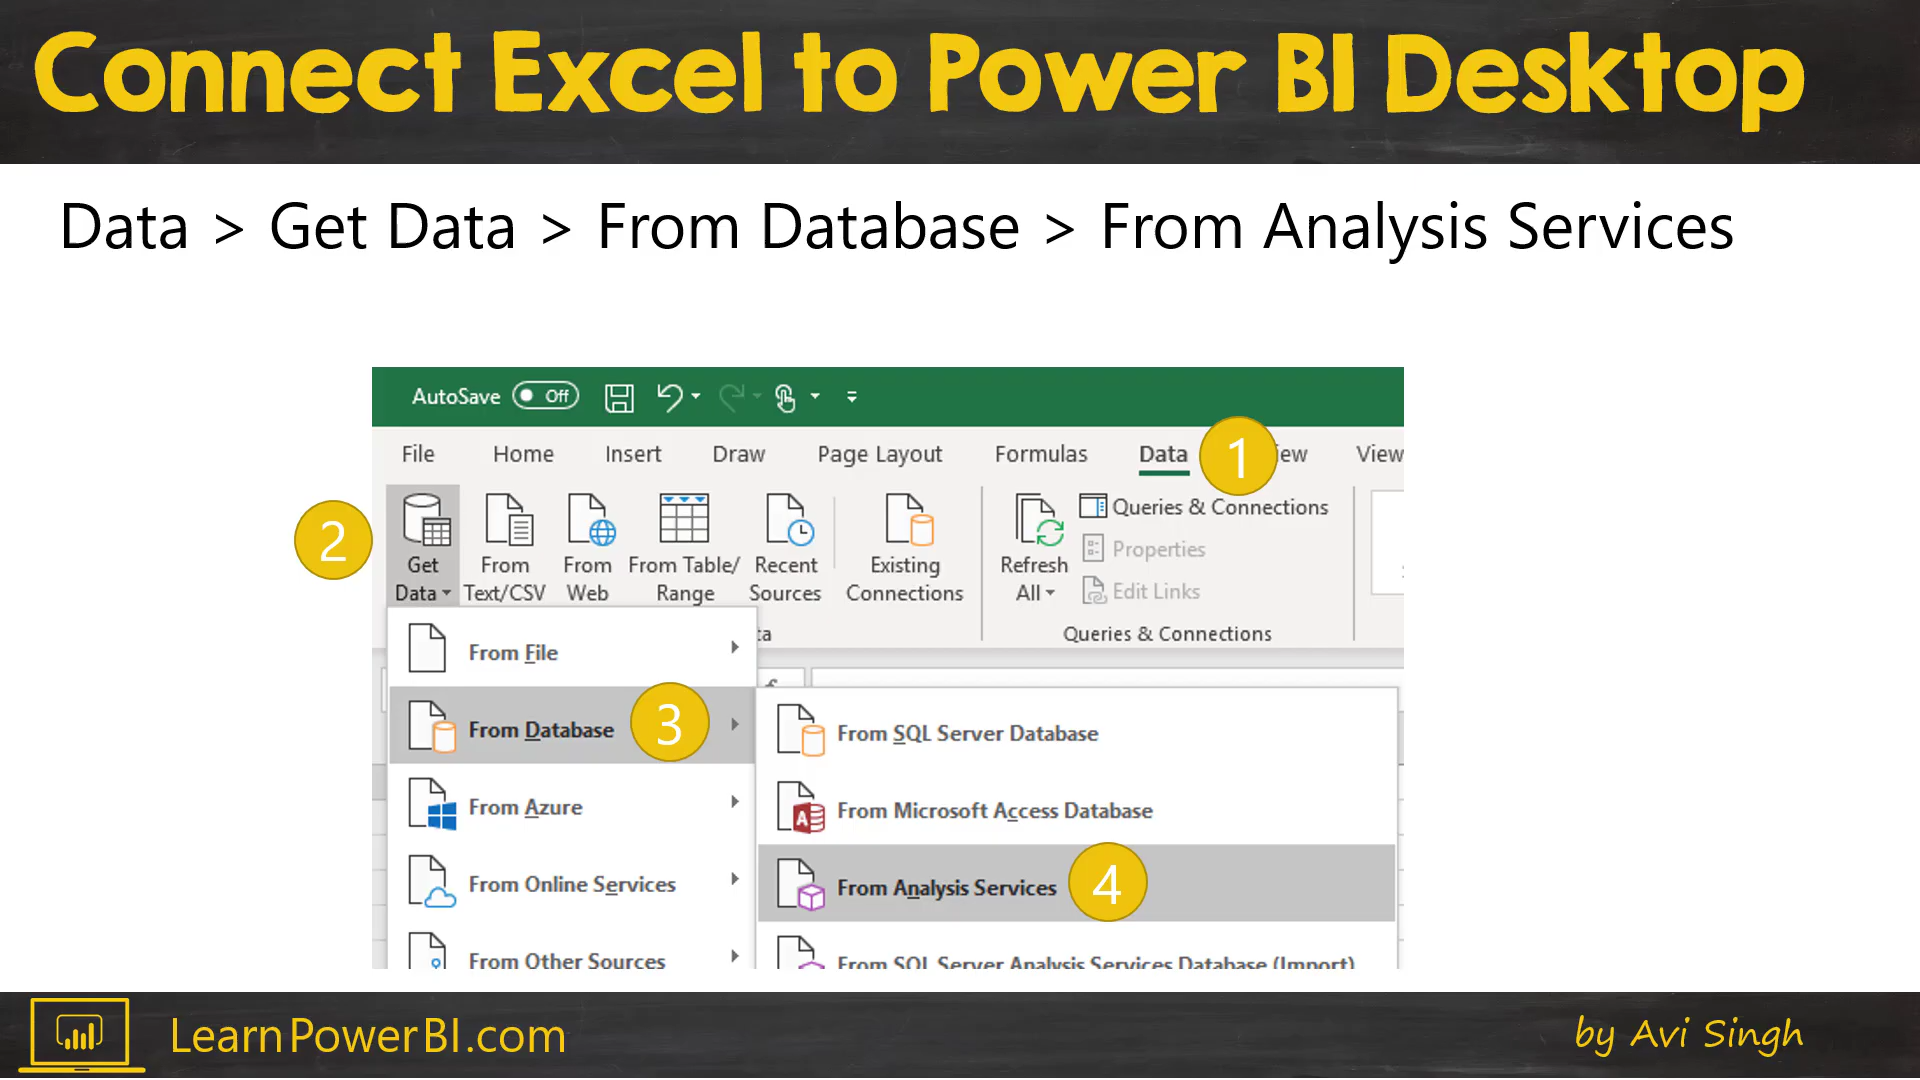 Connect Excel to Power BI Desktop
Data > Get Data > From Database > From Analysis Services
AutoSave Off
File Home Insert Draw Page Layout Formulas Data 1 ew View
2
Get Data From Text/CSV From Web From Table/ Range Recent Sources Existing Connections Refresh All
Queries & Connections
Properties
Edit Links
ta
Queries & Connections
From File
From Database 3
From Azure
From Online Services
From Other Sources
From SQL Server Database
From Microsoft Access Database
From Analysis Services 4
From SQL Server Analysis Services Database (Import)
LearnPowerBI.com
by Avi Singh